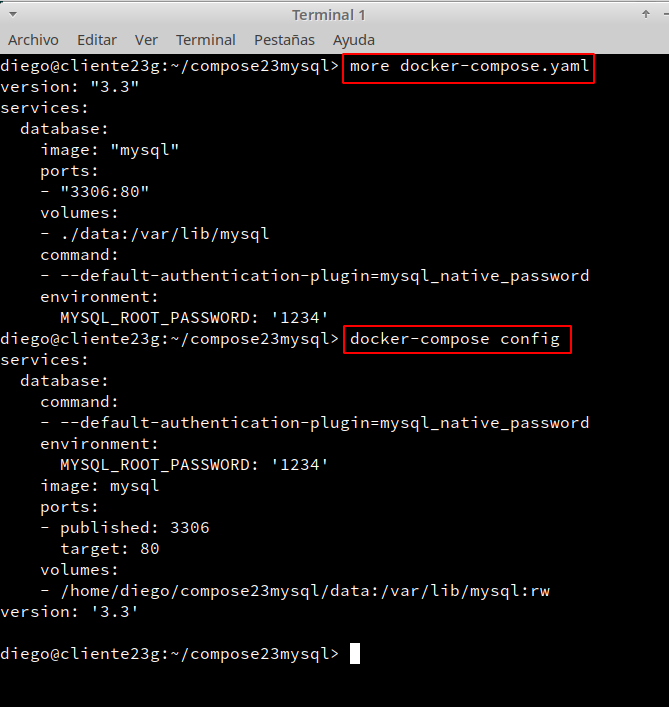 Terminal 1
Archivo Editar Ver Terminal Pestañas Ayuda
diego@cliente23g:~/compose23mysql> more docker-compose.yaml
version: "3.3"
services:
  database:
    image: "mysql"
    ports:
    - "3306:80"
    volumes:
    - ./data:/var/lib/mysql
    command:
    - --default-authentication-plugin=mysql_native_password
    environment:
      MYSQL_ROOT_PASSWORD: '1234'
diego@cliente23g:~/compose23mysql> docker-compose config
services:
  database:
    command:
    - --default-authentication-plugin=mysql_native_password
    environment:
      MYSQL_ROOT_PASSWORD: '1234'
    image: mysql
    ports:
    - published: 3306
      target: 80
    volumes:
    - /home/diego/compose23mysql/data:/var/lib/mysql:rw
version: '3.3'
diego@cliente23g:~/compose23mysql>